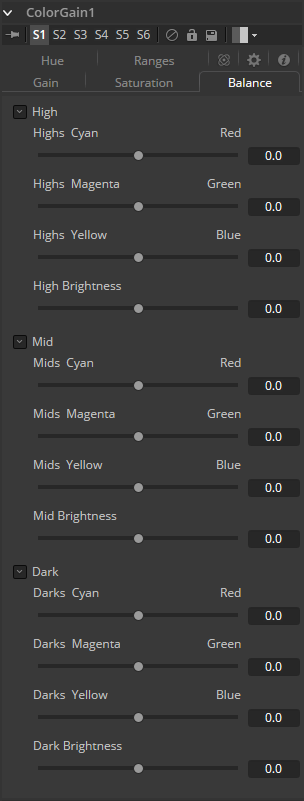 ColorGain1
S1 S2 S3 S4 S5 S6
Hue Ranges
Gain Saturation Balance
High
Highs Cyan Red
0.0
Highs Magenta Green
0.0
Highs Yellow Blue
0.0
High Brightness
0.0
Mid
Mids Cyan Red
0.0
Mids Magenta Green
0.0
Mids Yellow Blue
0.0
Mid Brightness
0.0
Dark
Darks Cyan Red
0.0
Darks Magenta Green
0.0
Darks Yellow Blue
0.0
Dark Brightness
0.0